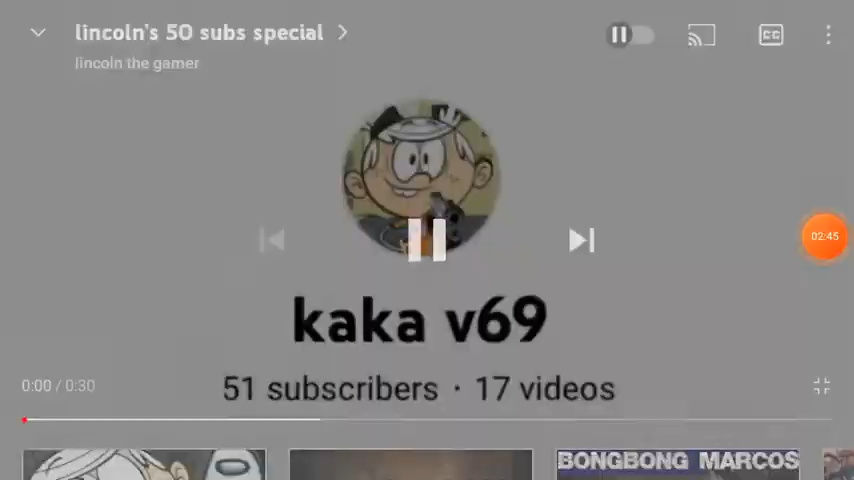 lincoln's 50 subs special
lincoln the gamer
CC
02:45
kaka v69
0:00 / 0:30
51 subscribers · 17 videos
BONGBONG MARCOS